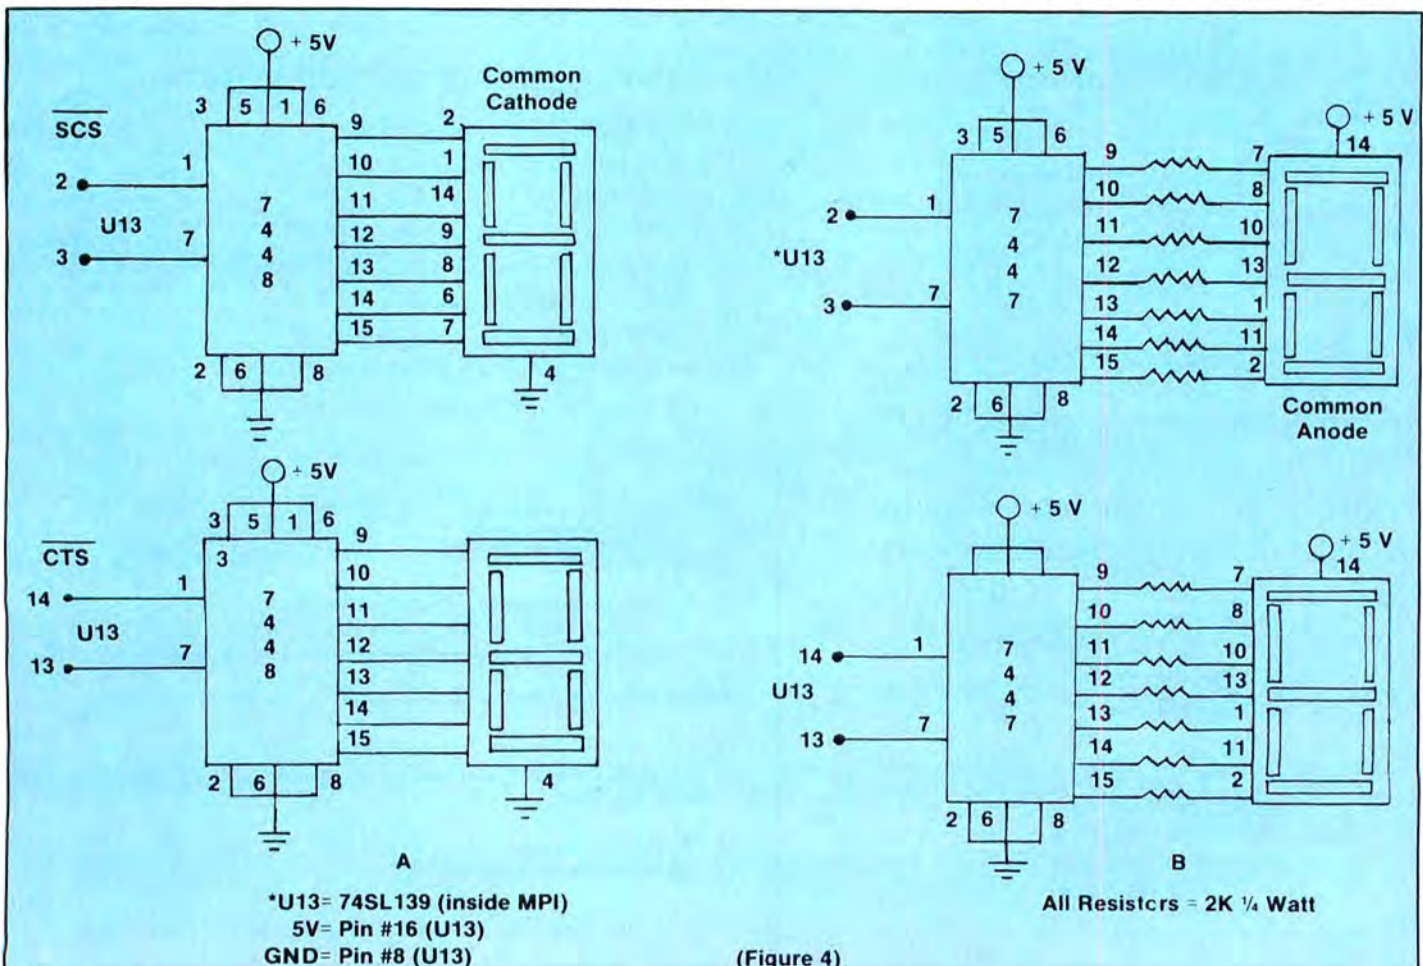 + 5V
3 5 1 6
Common
Cathode
SCS
9 2
1
10 1
2
11 14
U13
7
4
4
8
12 9
7
3
13 8
14 6
15 7
2 6 8
4
+ 5 V
3 5 6
+ 5 V
14
9 7
10 8
2
1
7
4
4
7
11 10
*U13
12 13
3
7
13 1
14 11
15 2
2 6 8
Common
Anode
+ 5V
3 5 1 6
CTS
3
9
14
1
10
7
4
4
8
11
U13
12
13
7
13
14
15
2 6 8
4
+ 5 V
+ 5 V
14
9 7
10 8
14
1
7
4
4
7
11 10
U13
12 13
13
7
13 1
14 11
15 2
2 6 8
A
B
*U13= 74SL139 (inside MPI)
5V= Pin #16 (U13)
GND= Pin #8 (U13)
All Resistors = 2K ¼ Watt
(Figure 4)